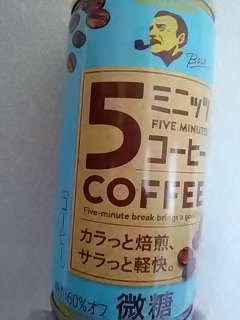 Boss
5
ミニッツ
FIVE MINUTES
コーヒー
COFFEE
Five-minute break brings a good
カラっと焙煎、
サラっと軽快。
[コーヒー]
60%オフ
微糖